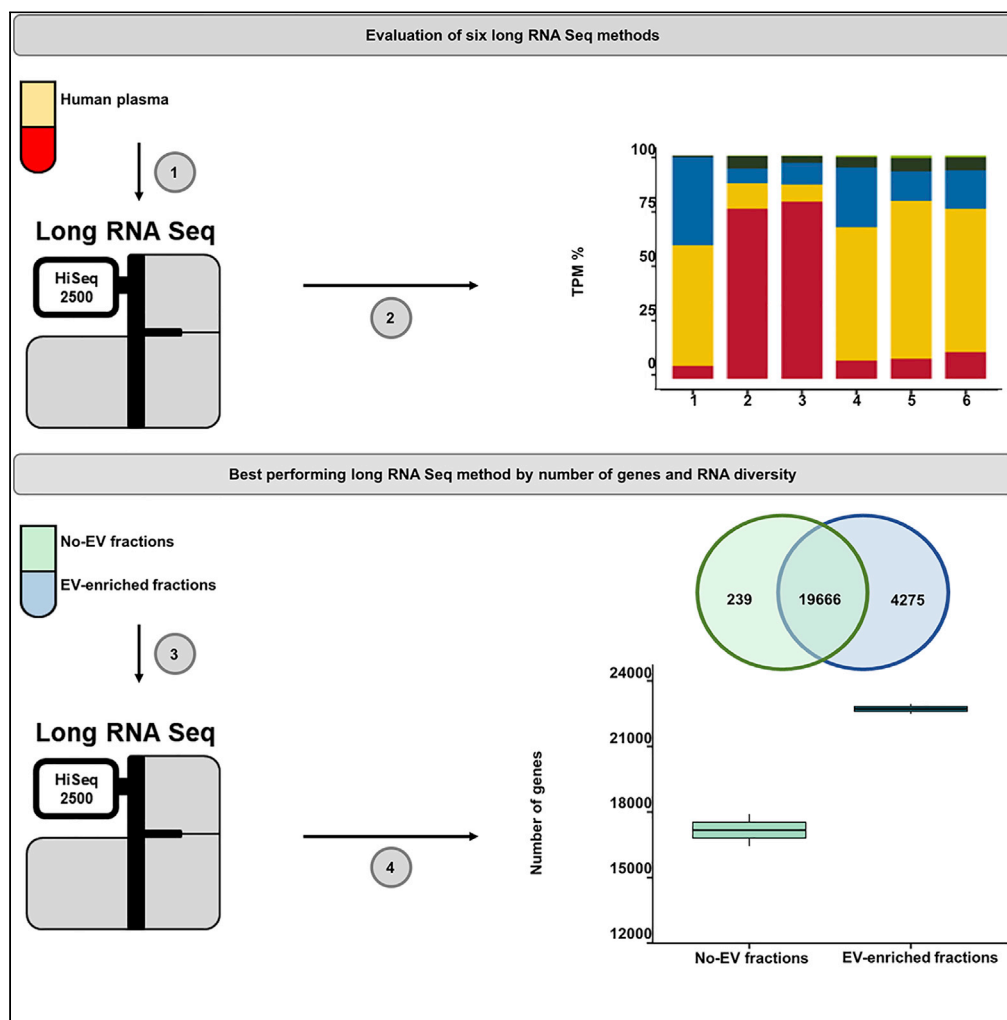 Evaluation of six long RNA Seq methods
Human plasma
1
Long RNA Seq
HiSeq
2500
2
TPM %
100
75
50
25
0
1 2 3 4 5 6
Best performing long RNA Seq method by number of genes and RNA diversity
No-EV fractions
EV-enriched fractions
3
Long RNA Seq
HiSeq
2500
4
239 19666 4275
Number of genes
24000
21000
18000
15000
12000
No-EV fractions EV-enriched fractions